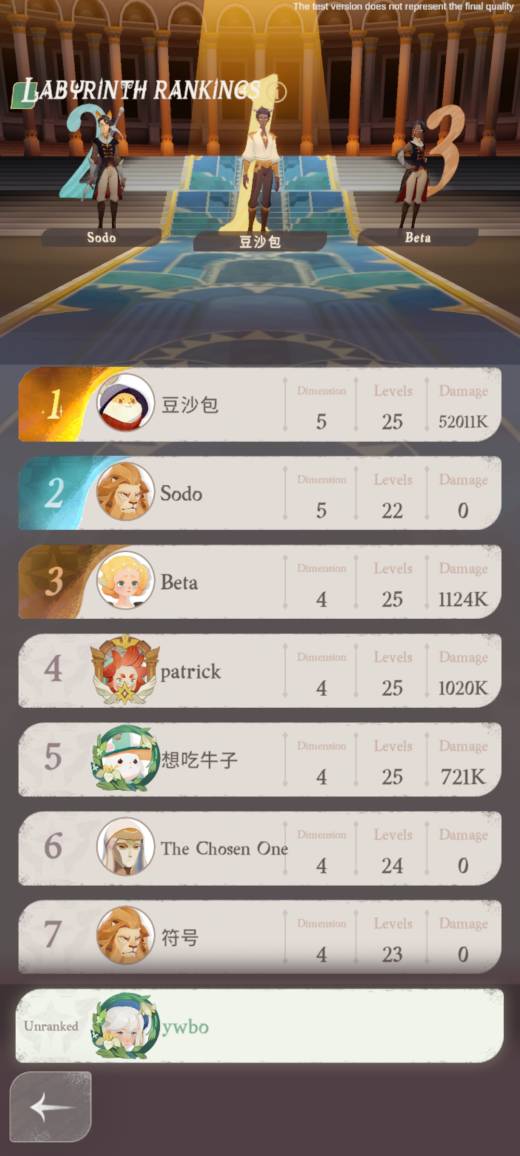 The test version does not represent the final quality
LABYRINTH RANKINGS
2
3
Sodo
豆沙包
Beta
1 豆沙包 Dimension 5 Levels 25 Damage 52011K
2 Sodo Dimension 5 Levels 22 Damage 0
3 Beta Dimension 4 Levels 25 Damage 1124K
4 patrick Dimension 4 Levels 25 Damage 1020K
5 想吃牛子 Dimension 4 Levels 25 Damage 721K
6 The Chosen One Dimension 4 Levels 24 Damage 0
7 符号 Dimension 4 Levels 23 Damage 0
Unranked ywbo